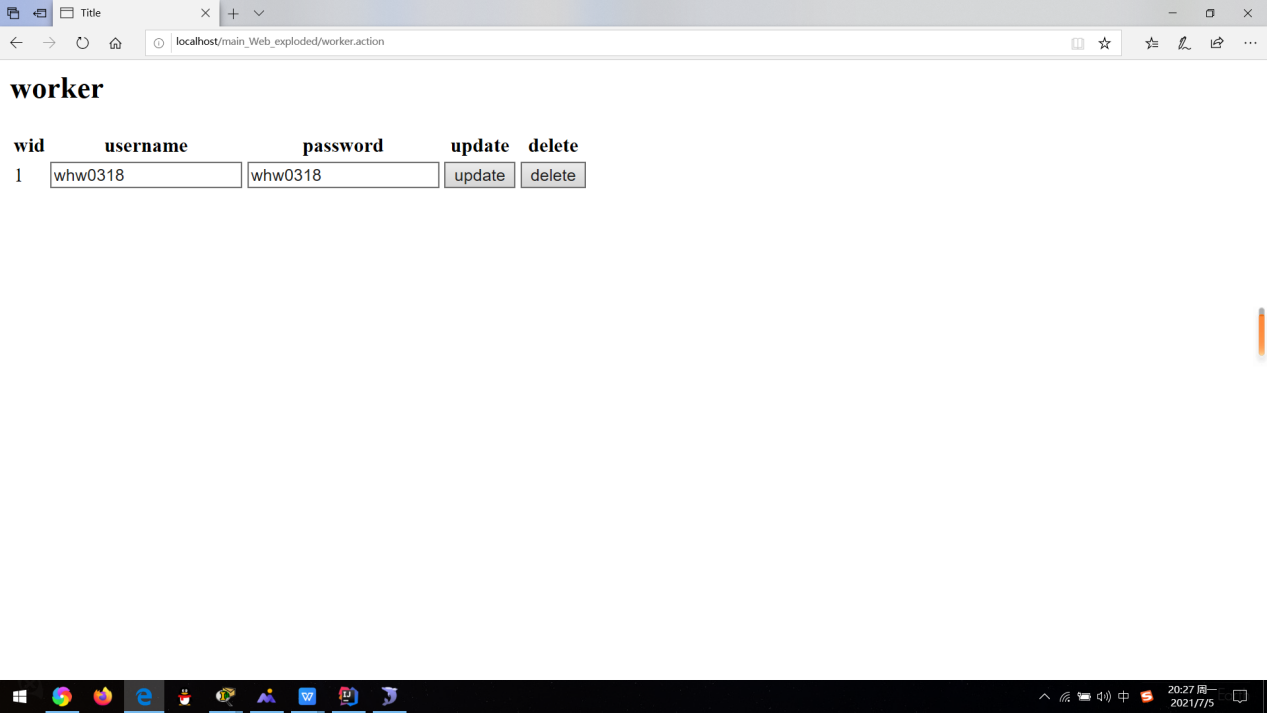 Title
localhost/main_Web_exploded/worker.action
worker
wid username password update delete
1 whw0318 whw0318 update delete
中
20:27 周一
2021/7/5